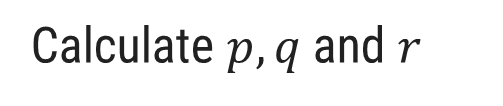 Calculate p, q and r